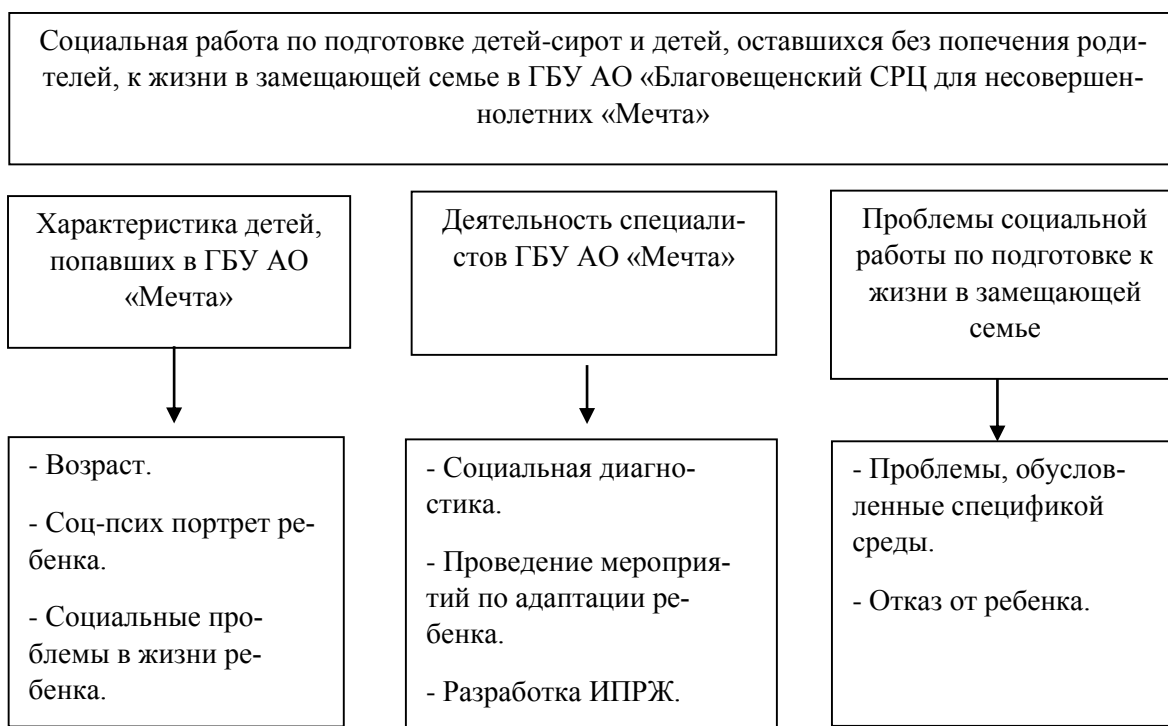 Социальная работа по подготовке детей-сирот и детей, оставшихся без попечения роди-
телей, к жизни в замещающей семье в ГБУ АО «Благовещенский СРЦ для несовершен-
нолетних «Мечта»
Характеристика детей,
попавших в ГБУ АО
«Мечта»
Деятельность специали-
стов ГБУ АО «Мечта»
Проблемы социальной
работы по подготовке к
жизни в замещающей
семье
- Возраст.
- Соц-псих портрет ре-
бенка.
- Социальные про-
блемы в жизни ре-
бенка.
- Социальная диагно-
стика.
- Проведение мероприя-
тий по адаптации ре-
бенка.
- Разработка ИПРЖ.
- Проблемы, обуслов-
ленные спецификой
среды.
- Отказ от ребенка.